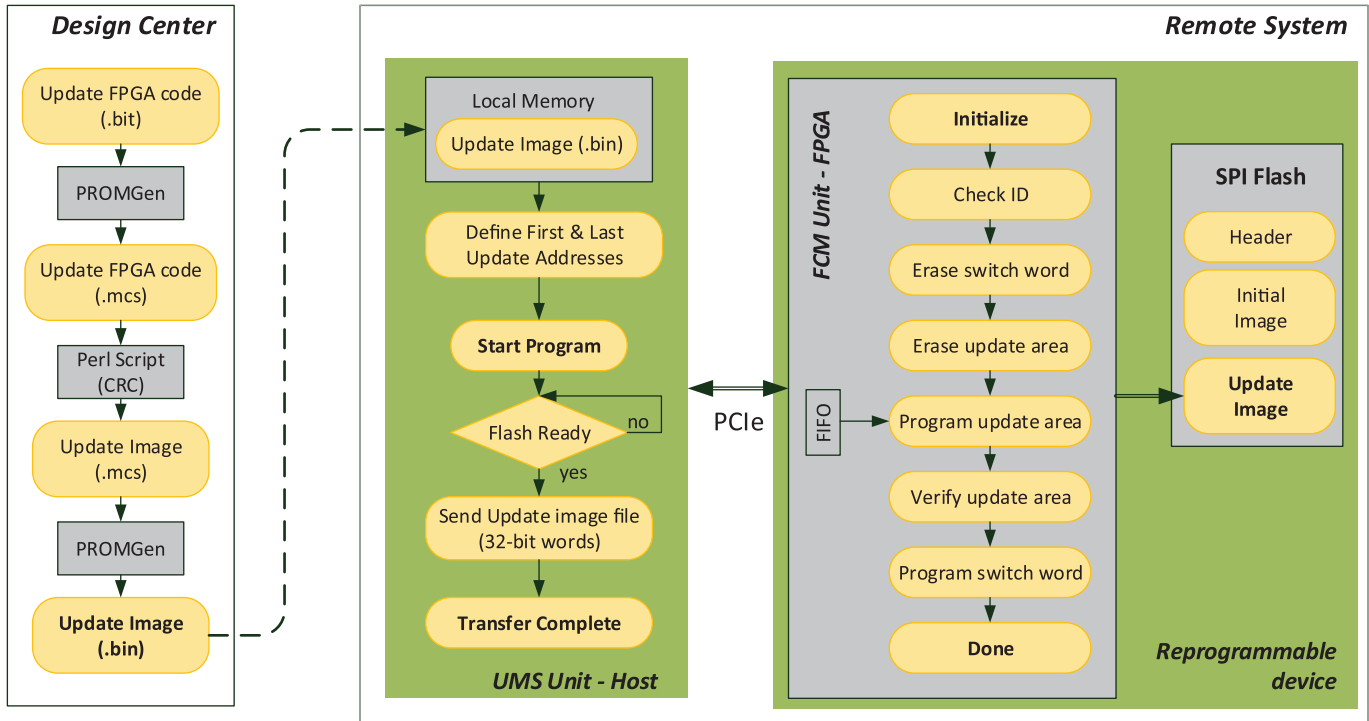 Design Center
Update FPGA code
(.bit)
PROMGen
Update FPGA code
(.mcs)
Perl Script
(CRC)
Update Image
(.mcs)
PROMGen
Update Image
(.bin)
Remote System
Local Memory
Update Image (.bin)
Define First & Last
Update Addresses
Start Program
Flash Ready
no
yes
Send Update image file
(32-bit words)
Transfer Complete
UMS Unit - Host
PCIe
FCM Unit - FPGA
Initialize
Check ID
Erase switch word
Erase update area
FIFO
Program update area
Verify update area
Program switch word
Done
SPI Flash
Header
Initial
Image
Update
Image
Reprogrammable
device